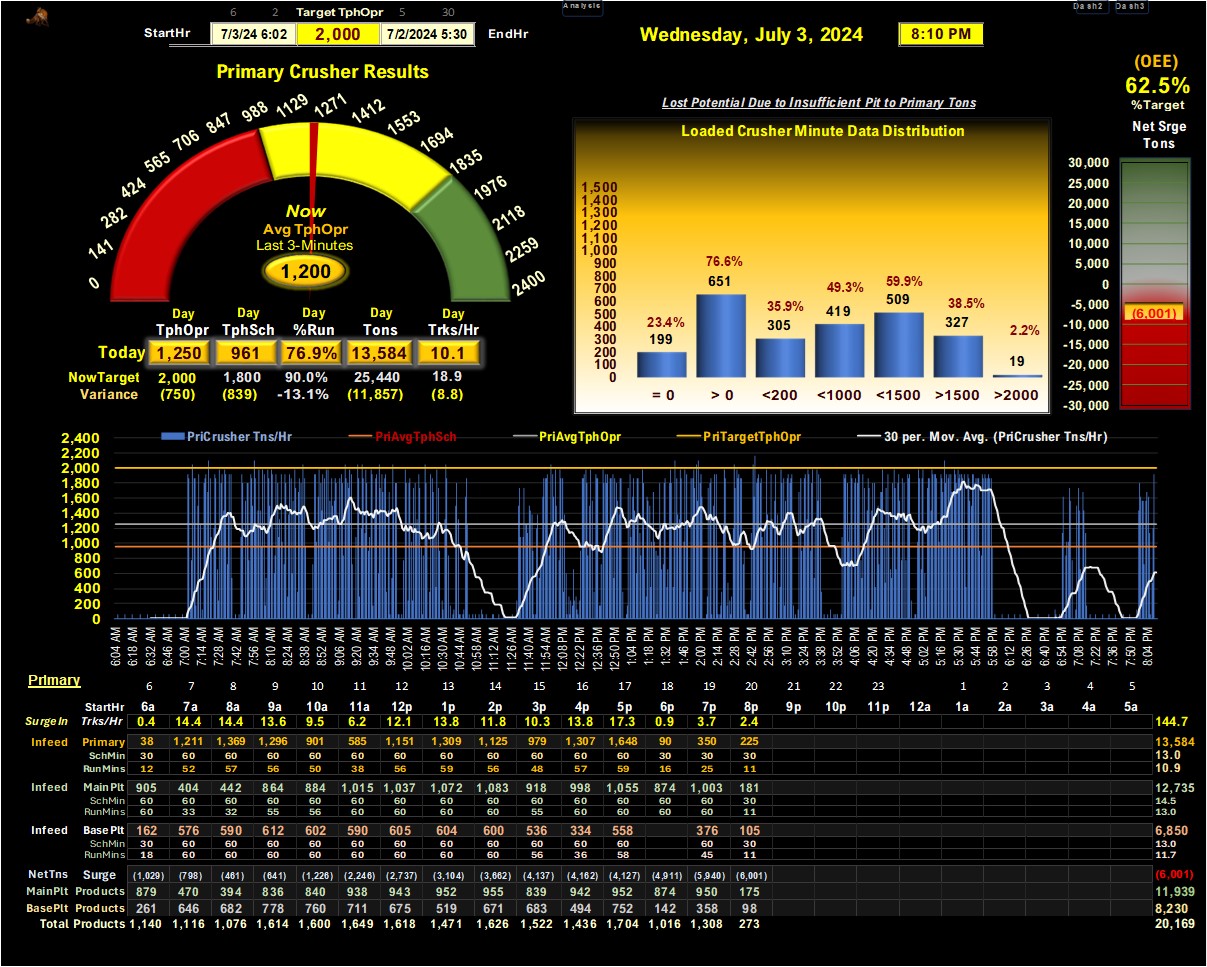 6 2 Target TphOpr 5 30 Analysis Dash2 Dash3
StartHr 7/3/24 6:02 2,000 7/2/2024 5:30 EndHr Wednesday, July 3, 2024 8:10 PM
(OEE)
62.5%
%Target
Primary Crusher Results
0 141 282 424 565 706 847 988 1129 1271 1412 1553 1694 1835 1976 2118 2259 2400
Now
Avg TphOpr
Last 3-Minutes
1,200
Day Day Day Day Day
TphOpr TphSch %Run Tons Trks/Hr
Today 1,250 961 76.9% 13,584 10.1
NowTarget 2,000 1,800 90.0% 25,440 18.9
Variance (750) (839) -13.1% (11,857) (8.8)
Lost Potential Due to Insufficient Pit to Primary Tons
Loaded Crusher Minute Data Distribution
1,500
1,400
1,300
1,200
1,100
1,000
900
800
700
600
500
400
300
200
100
0
23.4% 76.6% 35.9% 49.3% 59.9% 38.5% 2.2%
199 651 305 419 509 327 19
= 0 > 0 <200 <1000 <1500 >1500 >2000
Net Srge
Tons
30,000
25,000
20,000
15,000
10,000
5,000
0
-5,000
(6,001)
-10,000
-15,000
-20,000
-25,000
-30,000
PriCrusher Tns/Hr PriAvgTphSch PriAvgTphOpr PriTargetTphOpr 30 per. Mov. Avg. (PriCrusher Tns/Hr)
2,400
2,200
2,000
1,800
1,600
1,400
1,200
1,000
800
600
400
200
0
6:04 AM 6:18 AM 6:32 AM 6:46 AM 7:00 AM 7:14 AM 7:28 AM 7:42 AM 7:56 AM 8:10 AM 8:24 AM 8:38 AM 8:52 AM 9:06 AM 9:20 AM 9:34 AM 9:48 AM 10:02 AM 10:16 AM 10:30 AM 10:44 AM 10:58 AM 11:12 AM 11:26 AM 11:40 AM 11:54 AM 12:08 PM 12:22 PM 12:36 PM 12:50 PM 1:04 PM 1:18 PM 1:32 PM 1:46 PM 2:00 PM 2:14 PM 2:28 PM 2:42 PM 2:56 PM 3:10 PM 3:24 PM 3:38 PM 3:52 PM 4:06 PM 4:20 PM 4:34 PM 4:48 PM 5:02 PM 5:16 PM 5:30 PM 5:44 PM 5:58 PM 6:12 PM 6:26 PM 6:40 PM 6:54 PM 7:08 PM 7:22 PM 7:36 PM 7:50 PM 8:04 PM
Primary 6 7 8 9 10 11 12 13 14 15 16 17 18 19 20 21 22 23 1 2 3 4 5
StartHr 6a 7a 8a 9a 10a 11a 12p 12p 2p 3p 4p 5p 6p 7p 8p 9p 10p 11p 12a 1a 2a 3a 4a 5a
SurgeIn Trks/Hr 0.4 14.4 14.4 13.6 9.5 6.2 12.1 13.8 11.8 10.3 13.8 17.3 0.9 3.7 2.4 144.7
Infeed Primary 38 1,211 1,369 1,296 901 585 1,151 1,309 1,125 979 1,307 1,648 90 350 225 13,584
SchMin 30 60 60 60 60 60 60 60 60 60 60 60 30 30 30 13.0
RunMins 12 52 57 56 50 38 56 59 56 48 57 59 16 25 11 10.9
Infeed MainPlt 905 404 442 864 884 1,015 1,037 1,072 1,083 918 998 1,055 874 1,003 181 12,735
SchMin 60 60 60 60 60 60 60 60 60 60 60 60 60 60 30 14.5
RunMins 60 33 32 55 56 60 60 60 60 55 60 60 60 60 11 13.0
Infeed BasePlt 162 576 590 612 602 590 605 604 600 536 334 558 376 105 6,850
SchMin 30 60 60 60 60 60 60 60 60 60 60 60 60 30 13.0
RunMins 18 60 60 60 60 60 60 60 60 56 36 58 45 11 11.7
NetTns Surge (1,029) (798) (461) (641) (1,226) (2,246) (2,737) (3,104) (3,662) (4,137) (4,162) (4,127) (4,911) (5,940) (6,001) (6,001)
MainPlt Products 879 470 394 836 840 938 943 952 955 839 942 952 874 950 175 11,939
BasePlt Products 261 646 682 778 760 711 675 519 671 683 494 752 142 358 98 8,230
Total Products 1,140 1,116 1,076 1,614 1,600 1,649 1,618 1,471 1,626 1,522 1,436 1,704 1,016 1,308 273 20,169